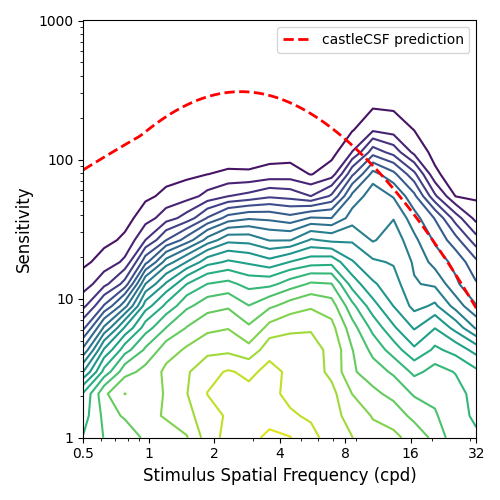 1000
castleCSF prediction
100
Sensitivity
10
1
0.5 1 2 4 8 16 32
Stimulus Spatial Frequency (cpd)